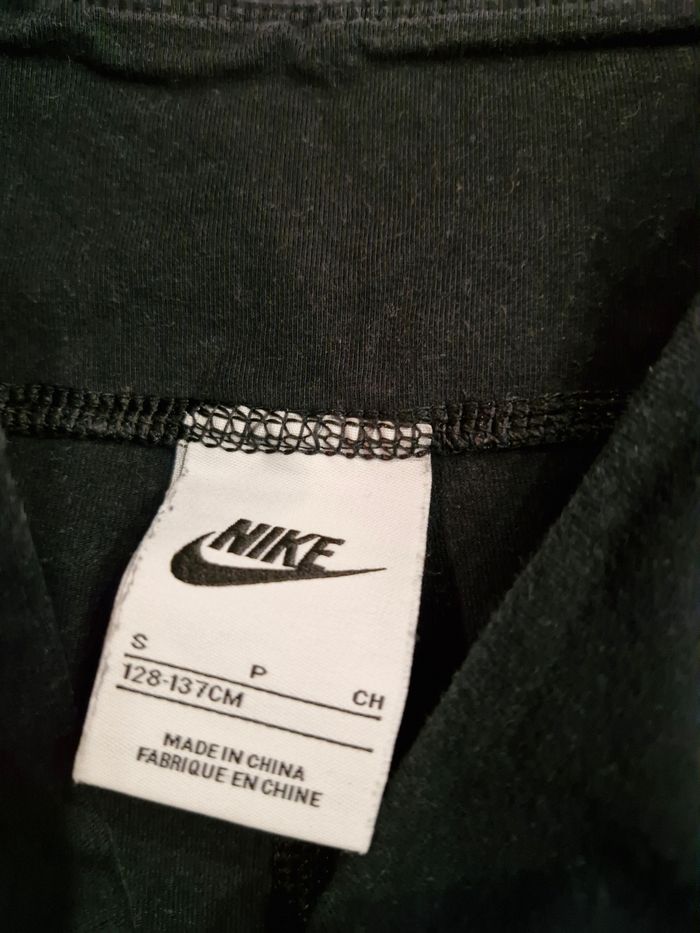 NIKE
S P CH
128-137CM
MADE IN CHINA
FABRIQUE EN CHINE